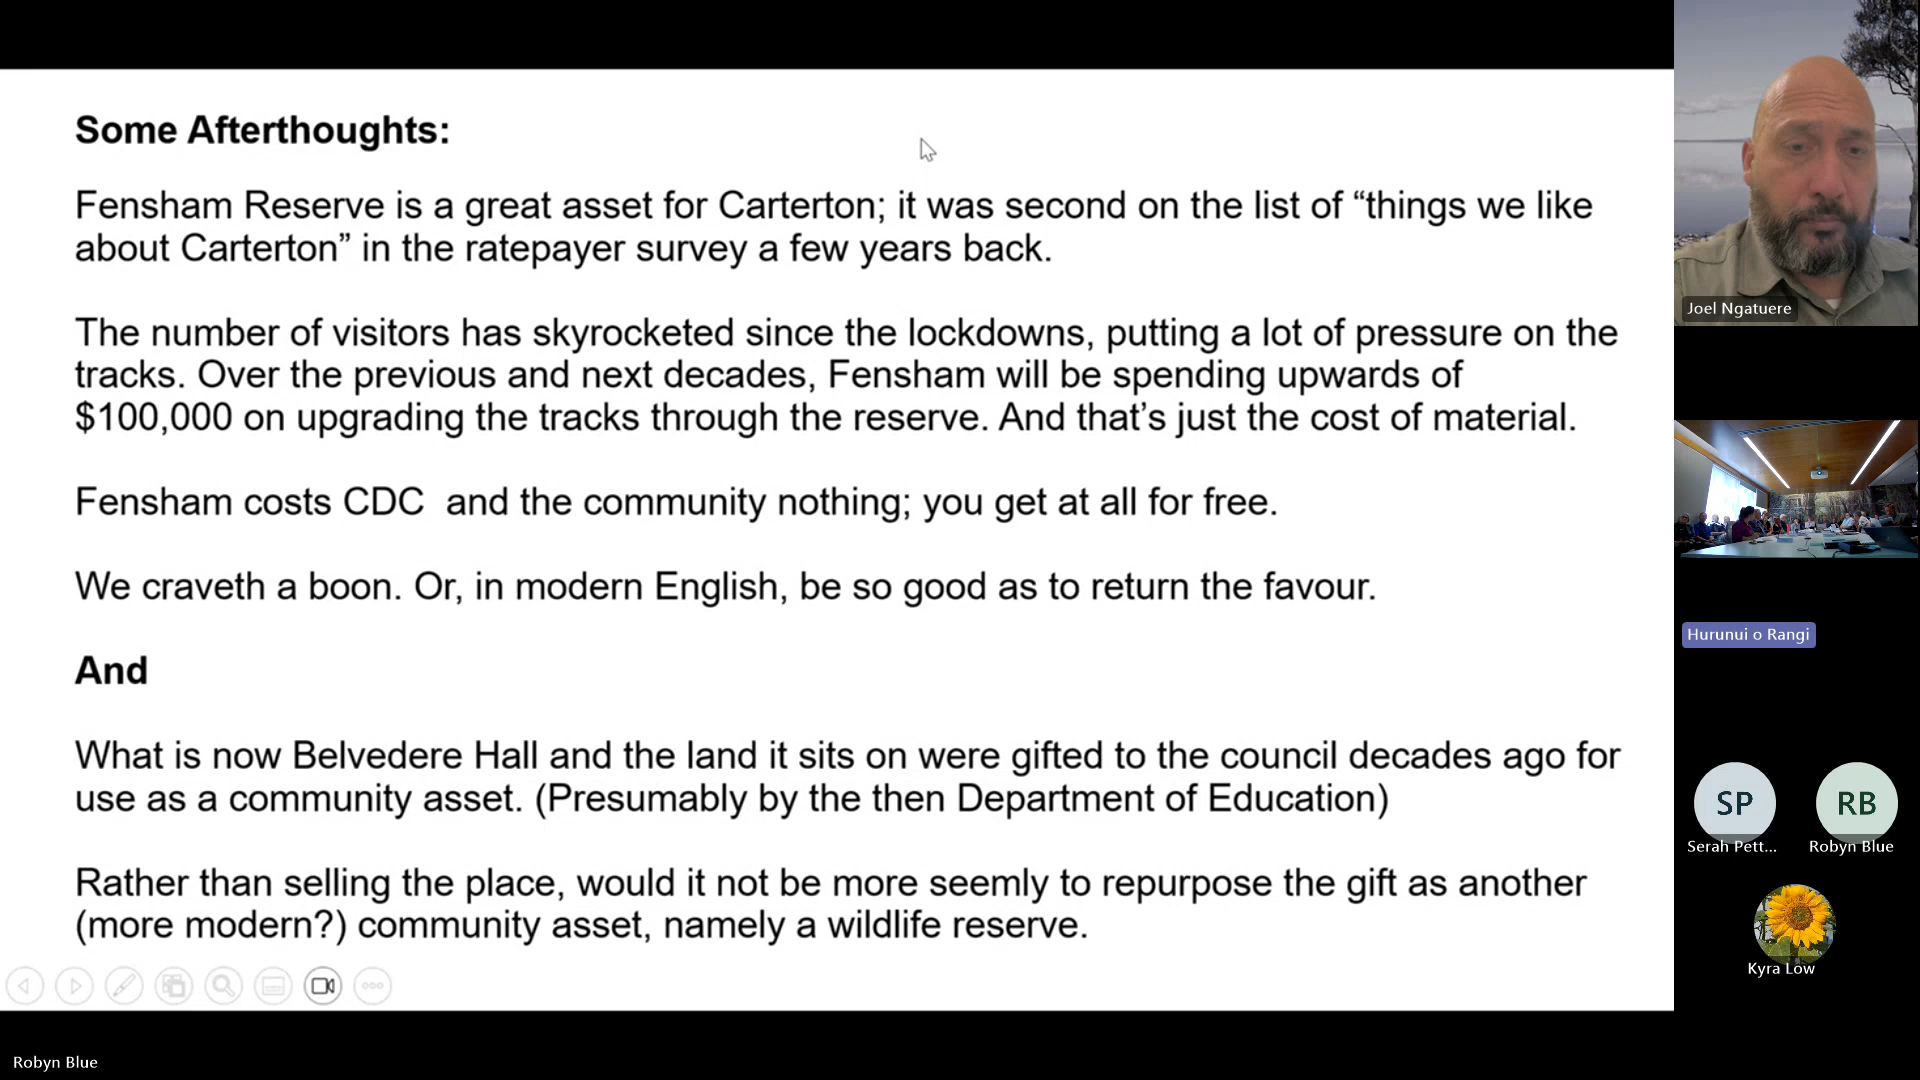 Some Afterthoughts:
Fensham Reserve is a great asset for Carterton; it was second on the list of “things we like
about Carterton” in the ratepayer survey a few years back.
The number of visitors has skyrocketed since the lockdowns, putting a lot of pressure on the
tracks. Over the previous and next decades, Fensham will be spending upwards of
$100,000 on upgrading the tracks through the reserve. And that’s just the cost of material.
Fensham costs CDC  and the community nothing; you get at all for free.
We craveth a boon. Or, in modern English, be so good as to return the favour.
And
What is now Belvedere Hall and the land it sits on were gifted to the council decades ago for
use as a community asset. (Presumably by the then Department of Education)
Rather than selling the place, would it not be more seemly to repurpose the gift as another
(more modern?) community asset, namely a wildlife reserve.
Robyn Blue
Joel Ngatuere
Hurunui o Rangi
SP
Serah Pett...
RB
Robyn Blue
Kyra Low